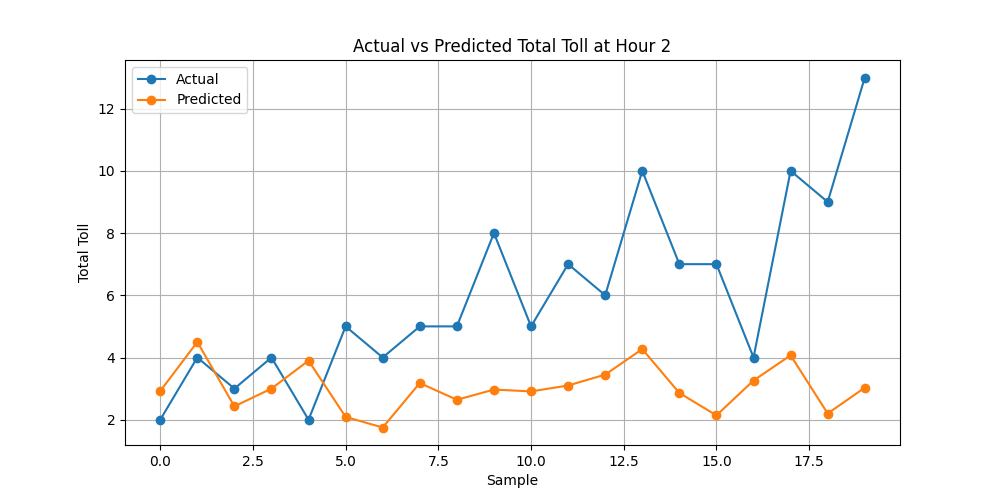 Actual vs Predicted Total Toll at Hour 2
Actual
Predicted
Total Toll
12
10
8
6
4
2
0.0 2.5 5.0 7.5 10.0 12.5 15.0 17.5
Sample